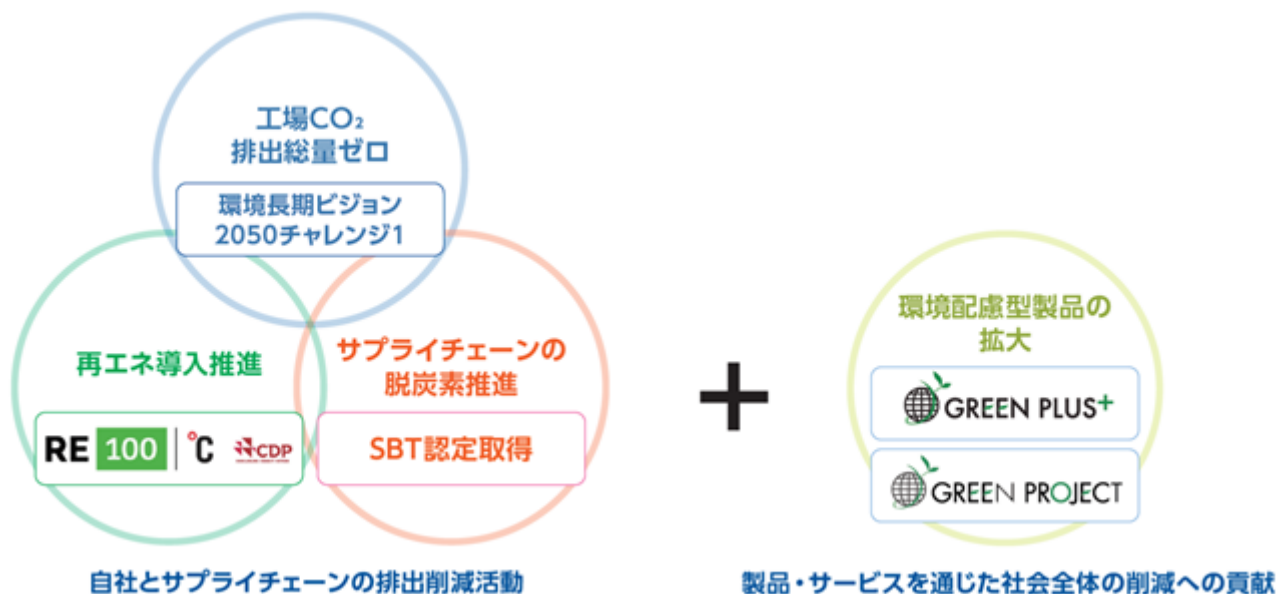 工場CO₂
排出総量ゼロ
環境長期ビジョン
2050チャレンジ1
再エネ導入推進
RE 100 °C CDP
サプライチェーンの
脱炭素推進
SBT認定取得
自社とサプライチェーンの排出削減活動
+
環境配慮型製品の
拡大
GREEN PLUS+
GREEN PROJECT
製品・サービスを通じた社会全体の削減への貢献